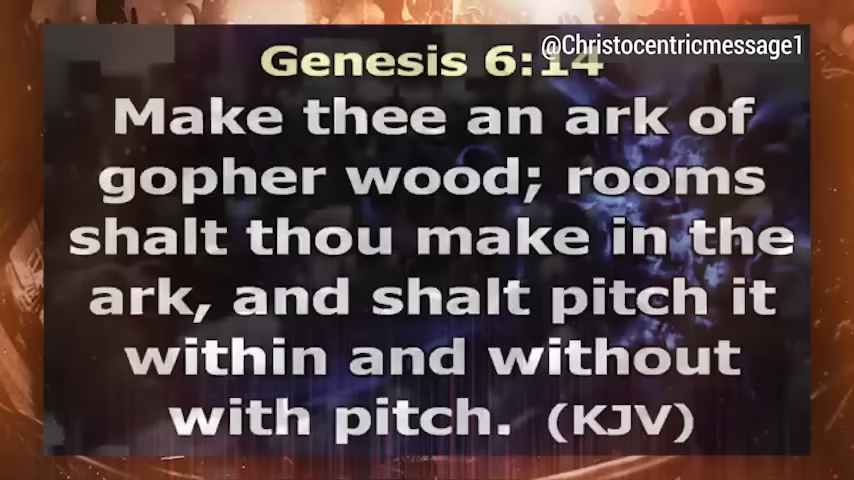 @Christocentricmessage1
Genesis 6:14
Make thee an ark of
gopher wood; rooms
shalt thou make in the
ark, and shalt pitch it
within and without
with pitch. (KJV)